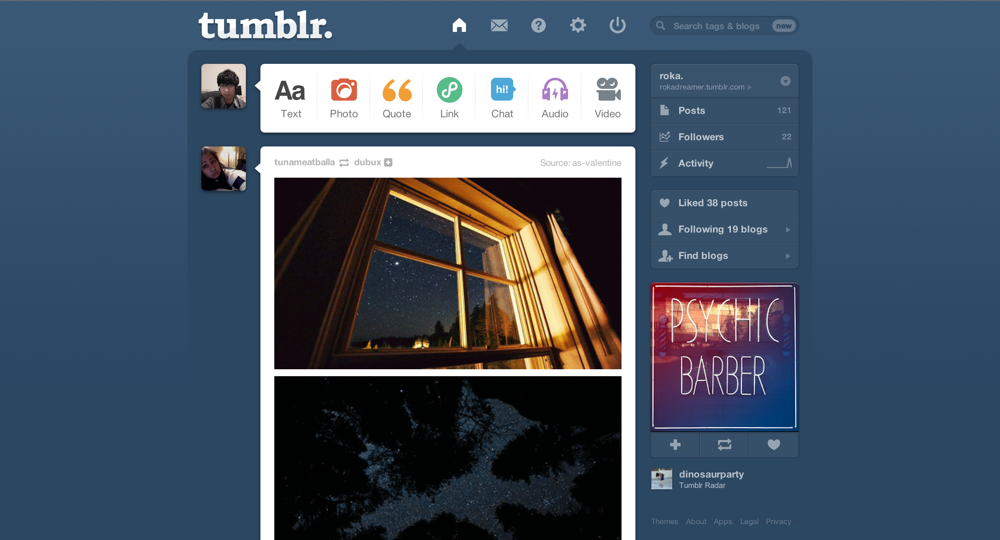 tumblr.
Search tags & blogs new
Aa
hi!
Text Photo Quote Link Chat Audio Video
roka.
rokadreamer.tumblr.com
Posts 121
Followers 22
Activity
tunameatballa dubux
Source: as-valentine
Liked 38 posts
Following 19 blogs
Find blogs
PSYCHIC
BARBER
dinosaurparty
Tumblr Radar
Themes About Apps Legal Privacy